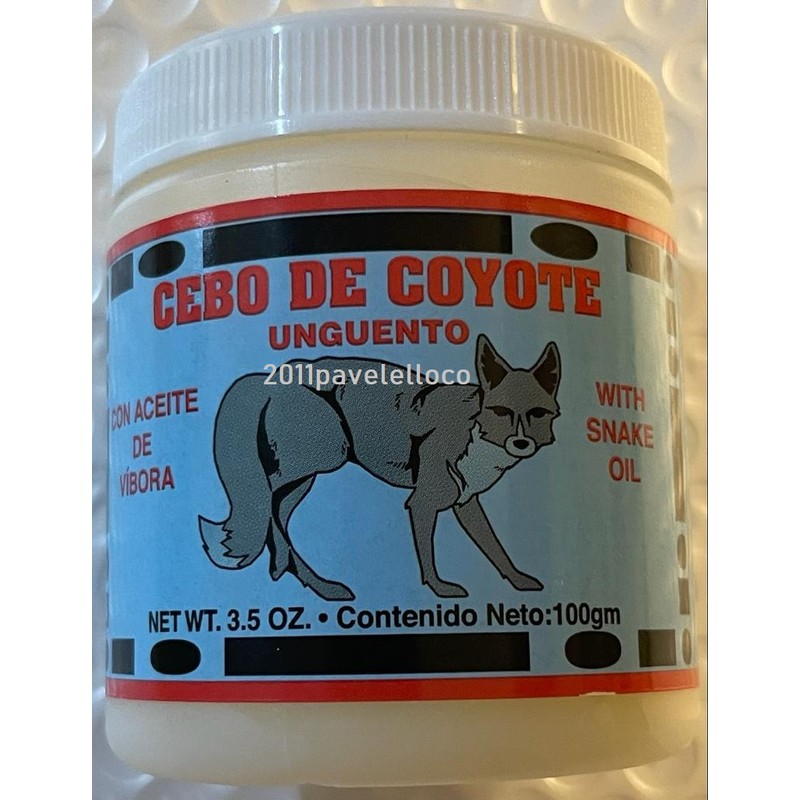 CEBO DE COYOTE
UNGUENTO
2011pavelelloco
CON ACEITE
DE
VÍBORA
WITH
SNAKE
OIL
NET WT. 3.5 OZ. • Contenido Neto:100gm